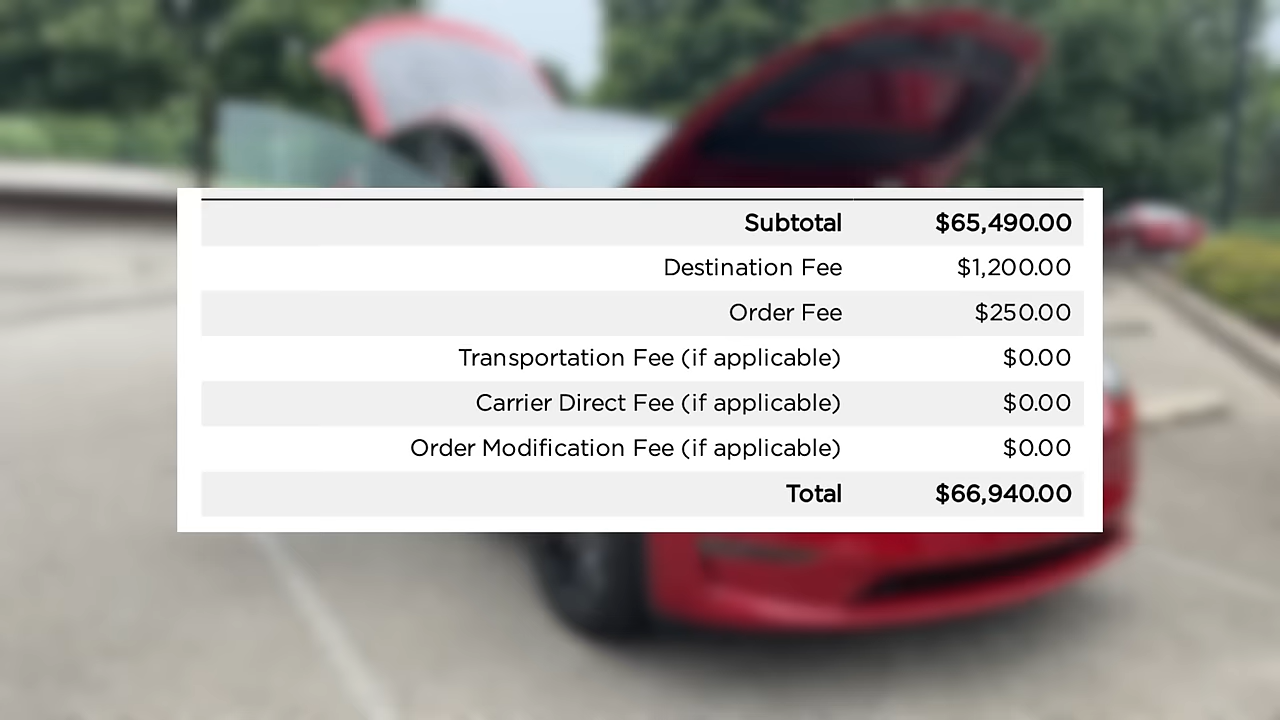 Subtotal $65,490.00
Destination Fee $1,200.00
Order Fee $250.00
Transportation Fee (if applicable) $0.00
Carrier Direct Fee (if applicable) $0.00
Order Modification Fee (if applicable) $0.00
Total $66,940.00